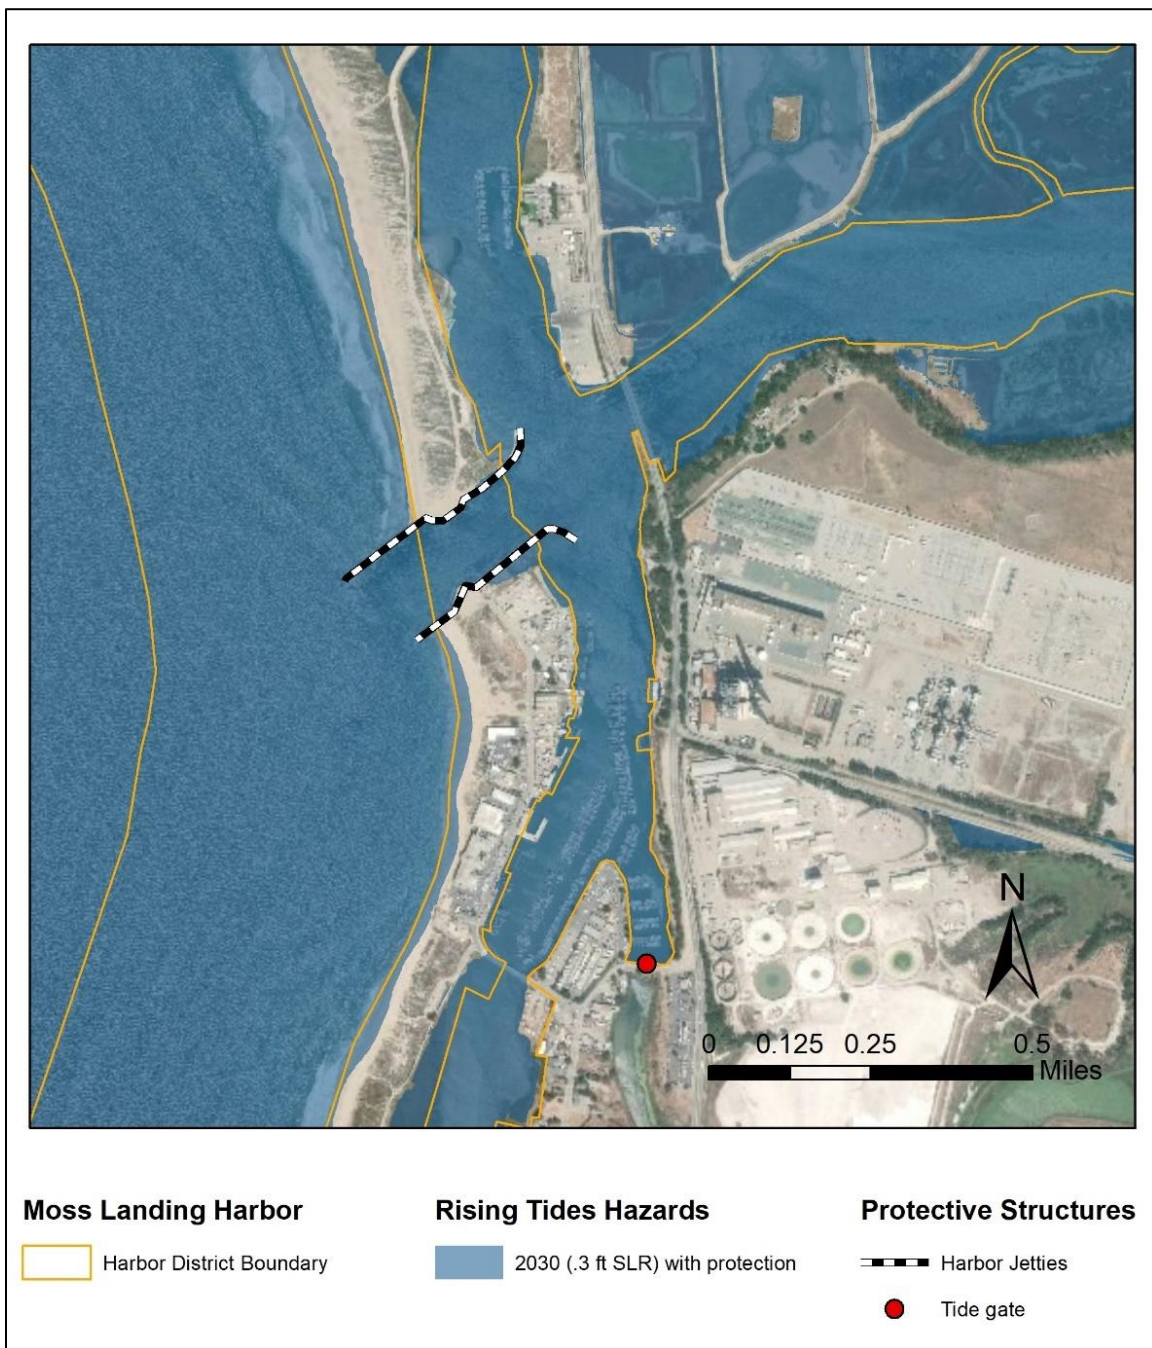 N
0 0.125 0.25 0.5
Miles
Moss Landing Harbor
Harbor District Boundary
Rising Tides Hazards
2030 (.3 ft SLR) with protection
Protective Structures
Harbor Jetties
Tide gate